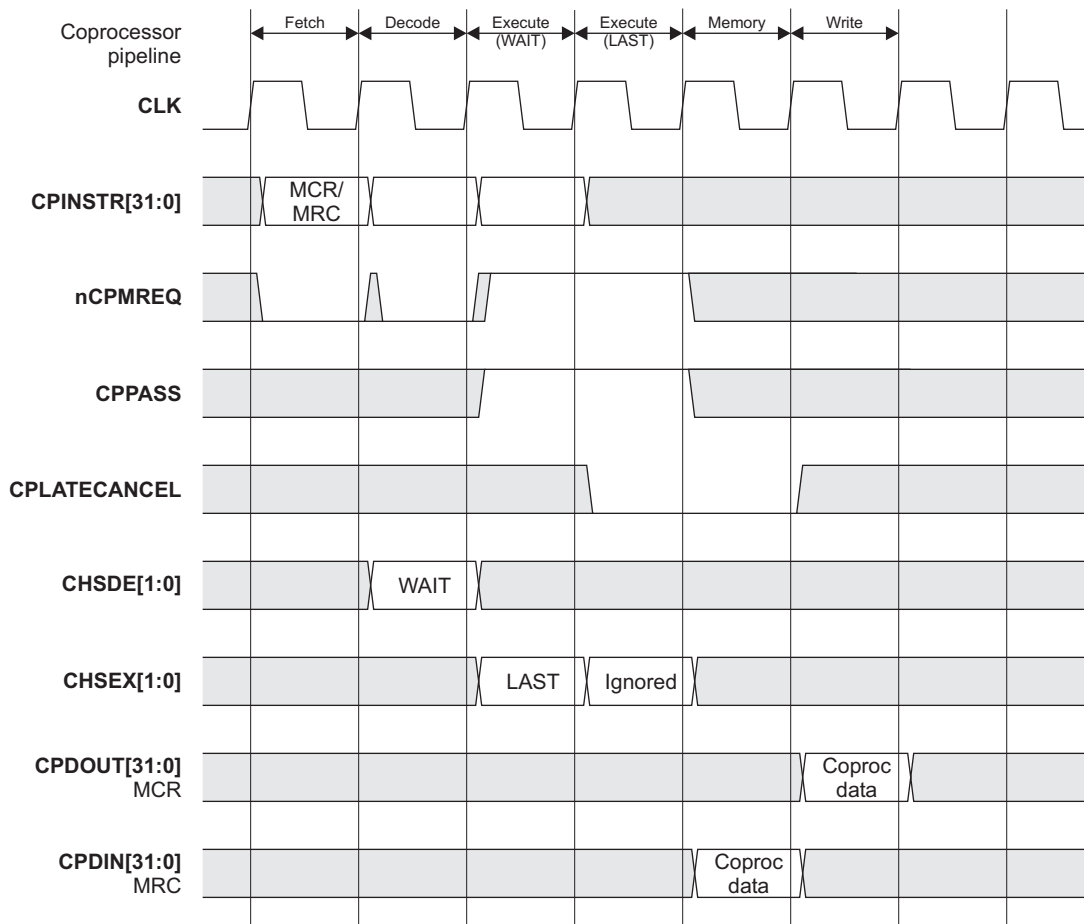 Coprocessor
pipeline
Fetch
Decode
Execute
(WAIT)
Execute
(LAST)
Memory
Write
CLK
CPINSTR[31:0]
MCR/
MRC
nCPMREQ
CPPASS
CPLATECANCEL
CHSDE[1:0]
WAIT
CHSEX[1:0]
LAST
Ignored
CPDOUT[31:0]
MCR
Coproc
data
CPDIN[31:0]
MRC
Coproc
data